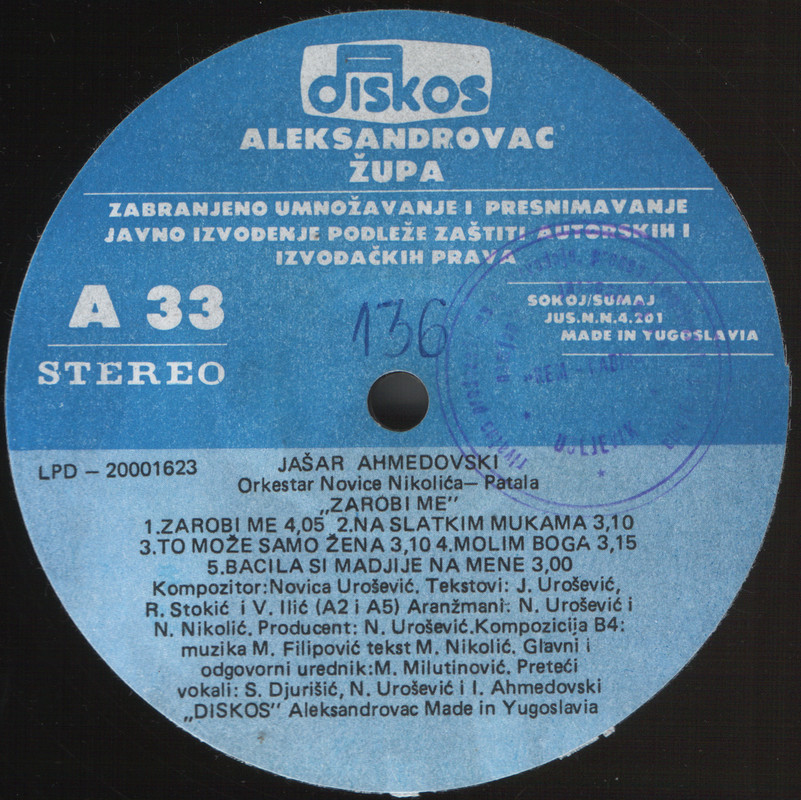 diskos
ALEKSANDROVAC
ŽUPA
ZABRANJENO UMNOŽAVANJE I PRESNIMAVANJE
JAVNO IZVOĐENJE PODLEŽE ZAŠTITI AUTORSKIH I
IZVOĐAČKIH PRAVA
A 33
STEREO
136
SOKOJ/SUMAJ
JUS.N.N.4.201
MADE IN YUGOSLAVIA
LPD – 20001623
JAŠAR AHMEDOVSKI
Orkestar Novice Nikolića– Patala
„ZAROBI ME”
1.ZAROBI ME 4,05 2.NA SLATKIM MUKAMA 3,10
3.TO MOŽE SAMO ŽENA 3,10 4.MOLIM BOGA 3,15
5.BACILA SI MADJIJE NA MENE 3,00
Kompozitor:Novica Urošević. Tekstovi: J. Urošević,
R. Stokić i V. Ilić (A2 i A5) Aranžmani: N. Urošević i
N. Nikolić. Producent: N. Urošević.Kompozicija B4:
muzika M. Filipović tekst M. Nikolić. Glavni i
odgovorni urednik:M. Milutinović. Preteći
vokali: S. Djurišić, N. Urošević i I. Ahmedovski
„DISKOS” Aleksandrovac Made in Yugoslavia